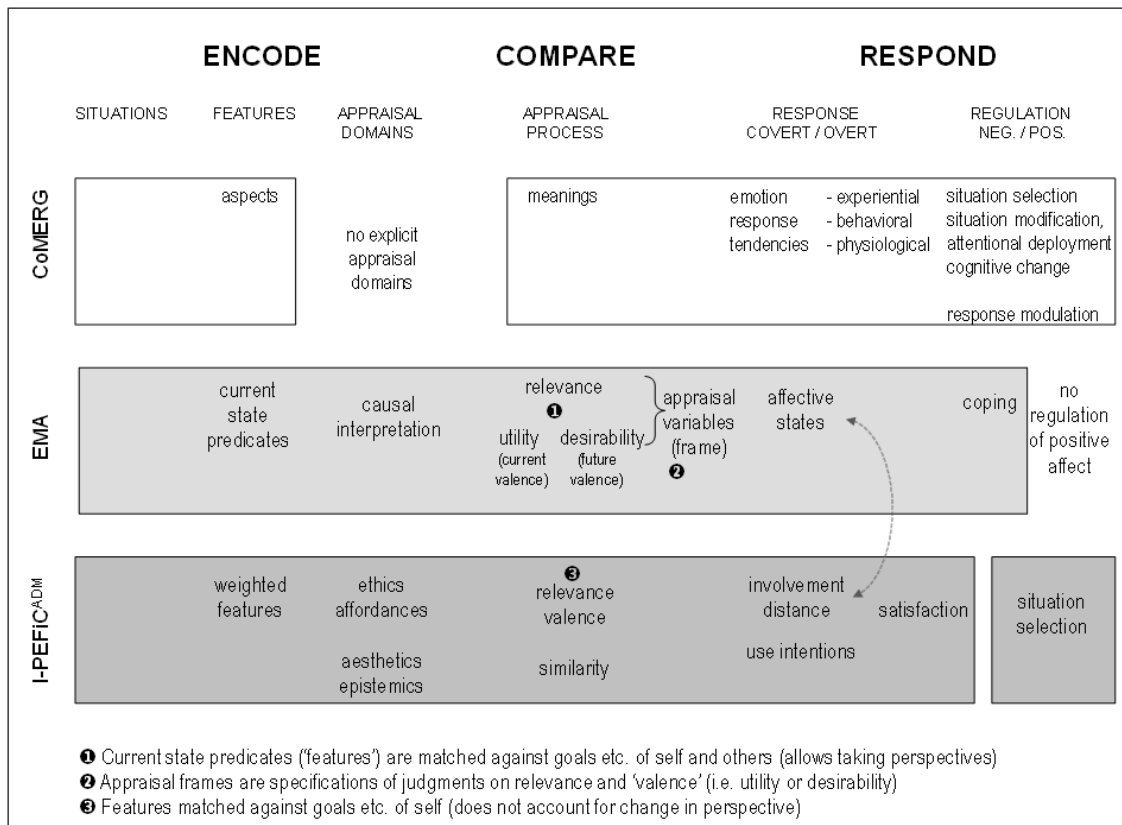 ENCODE COMPARE RESPOND
SITUATIONS FEATURES APPRAISAL DOMAINS APPRAISAL PROCESS RESPONSE COVERT / OVERT REGULATION NEG. / POS.
CoMERG
aspects
no explicit
appraisal
domains
meanings
emotion
response
tendencies
- experiential
- behavioral
- physiological
situation selection
situation modification,
attentional deployment
cognitive change
response modulation
EMA
current
state
predicates
causal
interpretation
relevance
❶
utility
(current
valence)
desirability
(future
valence)
appraisal
variables
(frame)
❷
affective
states
coping
no
regulation
of positive
affect
I-PEFiCADM
weighted
features
ethics
affordances
aesthetics
epistemics
❸
relevance
valence
similarity
involvement
distance
use intentions
satisfaction
situation
selection
❶ Current state predicates (‘features’) are matched against goals etc. of self and others (allows taking perspectives)
❷ Appraisal frames are specifications of judgments on relevance and ‘valence’ (i.e. utility or desirability)
❸ Features matched against goals etc. of self (does not account for change in perspective)